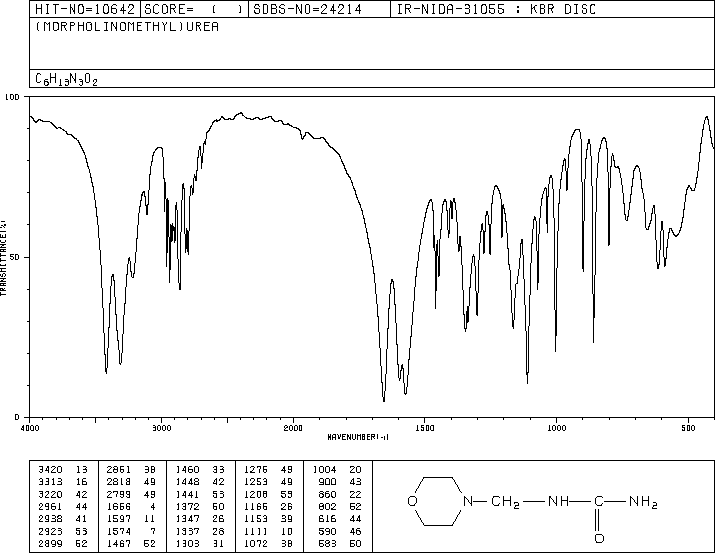 HIT-NO=10642 SCORE= ( ) SDBS-NO=24214 IR-NIDA-31055 : KBR DISC
(MORPHOLINOMETHYL)UREA
C6H13N3O2
100
TRANSMITTANCE(%)
50
0
4000 3000 2000 1500 1000 500
WAVENUMBER(-1)
3420 13 2861 38 1460 33 1276 49 1004 20
3313 16 2818 49 1448 42 1253 49 900 43
3220 42 2799 49 1441 53 1208 55 860 22
2961 44 1656 4 1372 50 1166 26 802 52
2938 41 1597 11 1347 26 1153 39 616 44
2923 53 1574 7 1337 28 1111 10 590 46
2899 52 1467 52 1303 31 1072 38 583 50
O N—CH2—NH—C—NH2
O